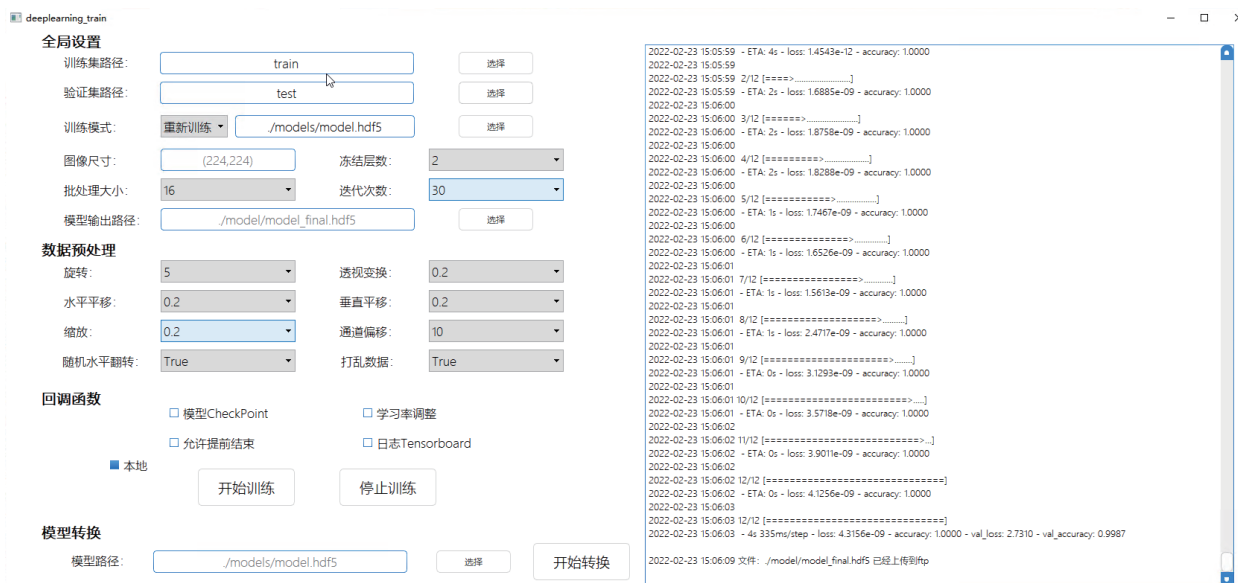 deeplearning_train
全局设置
训练集路径: train 选择
验证集路径: test 选择
训练模式: 重新训练 ./models/model.hdf5 选择
图像尺寸: (224,224) 冻结层数: 2
批处理大小: 16 迭代次数: 30
模型输出路径: ./model/model_final.hdf5 选择
数据预处理
旋转: 5 透视变换: 0.2
水平平移: 0.2 垂直平移: 0.2
缩放: 0.2 通道偏移: 10
随机水平翻转: True 打乱数据: True
回调函数
模型CheckPoint 学习率调整
允许提前结束 日志Tensorboard
本地
开始训练 停止训练
模型转换
模型路径: ./models/model.hdf5 选择 开始转换
2022-02-23 15:05:59 - ETA: 4s - loss: 1.4543e-12 - accuracy: 1.0000
2022-02-23 15:05:59
2022-02-23 15:05:59 2/12 [====>........................]
2022-02-23 15:05:59 - ETA: 2s - loss: 1.6885e-09 - accuracy: 1.0000
2022-02-23 15:06:00
2022-02-23 15:06:00 3/12 [======>......................]
2022-02-23 15:06:00 - ETA: 2s - loss: 1.8758e-09 - accuracy: 1.0000
2022-02-23 15:06:00
2022-02-23 15:06:00 4/12 [=========>...................]
2022-02-23 15:06:00 - ETA: 2s - loss: 1.8288e-09 - accuracy: 1.0000
2022-02-23 15:06:00
2022-02-23 15:06:00 5/12 [===========>.................]
2022-02-23 15:06:00 - ETA: 1s - loss: 1.7467e-09 - accuracy: 1.0000
2022-02-23 15:06:00
2022-02-23 15:06:00 6/12 [==============>..............]
2022-02-23 15:06:00 - ETA: 1s - loss: 1.6526e-09 - accuracy: 1.0000
2022-02-23 15:06:01
2022-02-23 15:06:01 7/12 [================>............]
2022-02-23 15:06:01 - ETA: 1s - loss: 1.5613e-09 - accuracy: 1.0000
2022-02-23 15:06:01
2022-02-23 15:06:01 8/12 [===================>.........]
2022-02-23 15:06:01 - ETA: 1s - loss: 2.4717e-09 - accuracy: 1.0000
2022-02-23 15:06:01
2022-02-23 15:06:01 9/12 [=====================>.......]
2022-02-23 15:06:01 - ETA: 0s - loss: 3.1293e-09 - accuracy: 1.0000
2022-02-23 15:06:01
2022-02-23 15:06:01 10/12 [========================>.....]
2022-02-23 15:06:01 - ETA: 0s - loss: 3.5718e-09 - accuracy: 1.0000
2022-02-23 15:06:02
2022-02-23 15:06:02 11/12 [==========================>...]
2022-02-23 15:06:02 - ETA: 0s - loss: 3.9011e-09 - accuracy: 1.0000
2022-02-23 15:06:02
2022-02-23 15:06:02 12/12 [==============================]
2022-02-23 15:06:02 - ETA: 0s - loss: 4.1256e-09 - accuracy: 1.0000
2022-02-23 15:06:03
2022-02-23 15:06:03 12/12 [==============================]
2022-02-23 15:06:03 - 4s 335ms/step - loss: 4.3156e-09 - accuracy: 1.0000 - val_loss: 2.7310 - val_accuracy: 0.9987
2022-02-23 15:06:09 文件: ./model/model_final.hdf5 已经上传到ftp